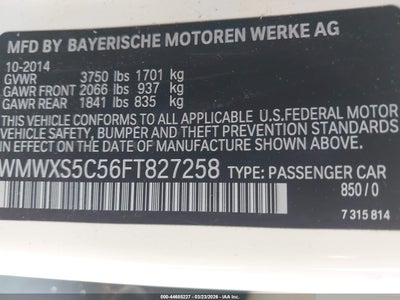 MFD BY BAYERISCHE MOTOREN WERKE AG
10-2014
GVWR 3750 lbs 1701 kg
GAWR FRONT 2066 lbs 937 kg
GAWR REAR 1841 lbs 835 kg
THIS VEHICLE CONFORMS TO ALL APPLICABLE U.S.FEDERAL MOTOR
VEHICLE SAFETY, BUMPER AND THEFT PREVENTION STANDARDS
IN EFFECT ON THE DATE OF MANUFACTURE SHOWN ABOVE.
WMWXS5C56FT827258 TYPE: PASSENGER CAR
850/0
7 315 814
000-44685227 - 03/23/2026 - IAA Inc.